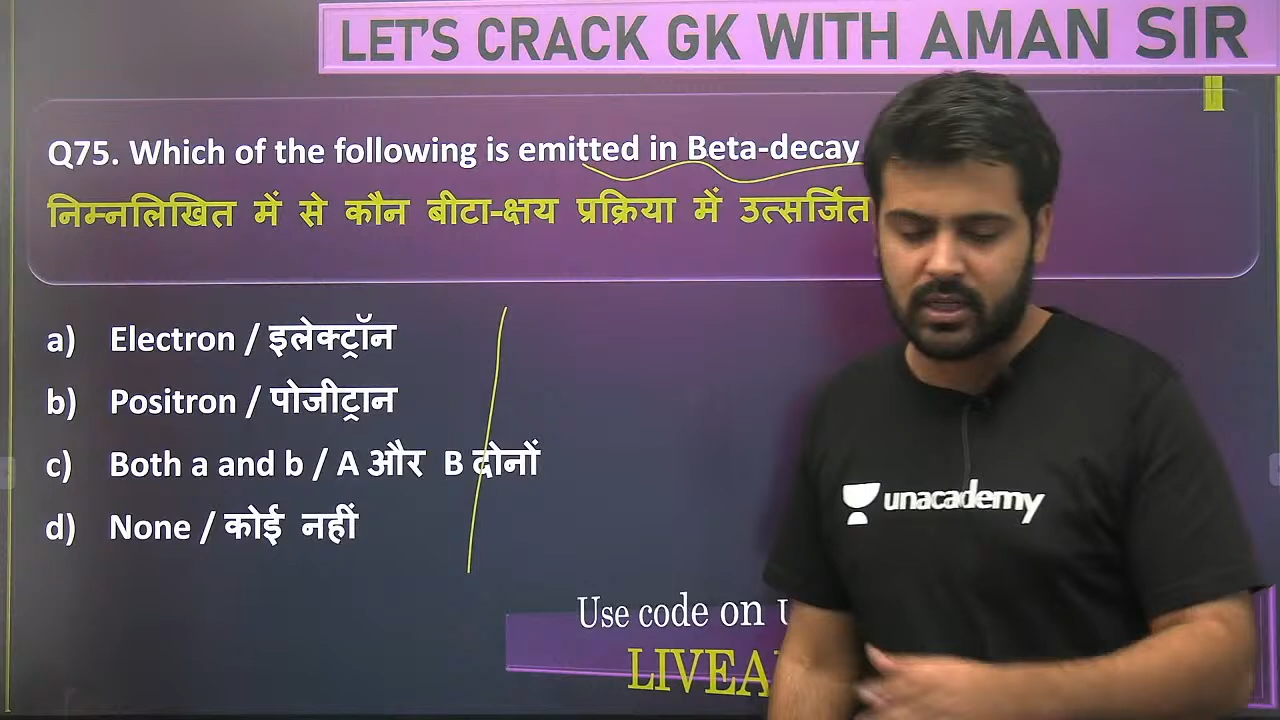 LET'S CRACK GK WITH AMAN SIR
Q75. Which of the following is emitted in Beta-decay
निम्नलिखित में से कौन बीटा-क्षय प्रक्रिया में उत्सर्जित
a) Electron / इलेक्ट्रॉन
b) Positron / पोजीट्रान
c) Both a and b / A और B दोनों
d) None / कोई नहीं
unacademy
Use code on
LIVEA